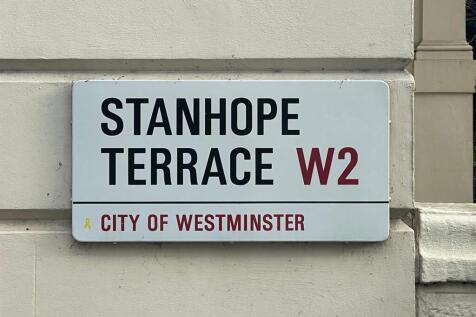 STANHOPE
TERRACE W2
CITY OF WESTMINSTER